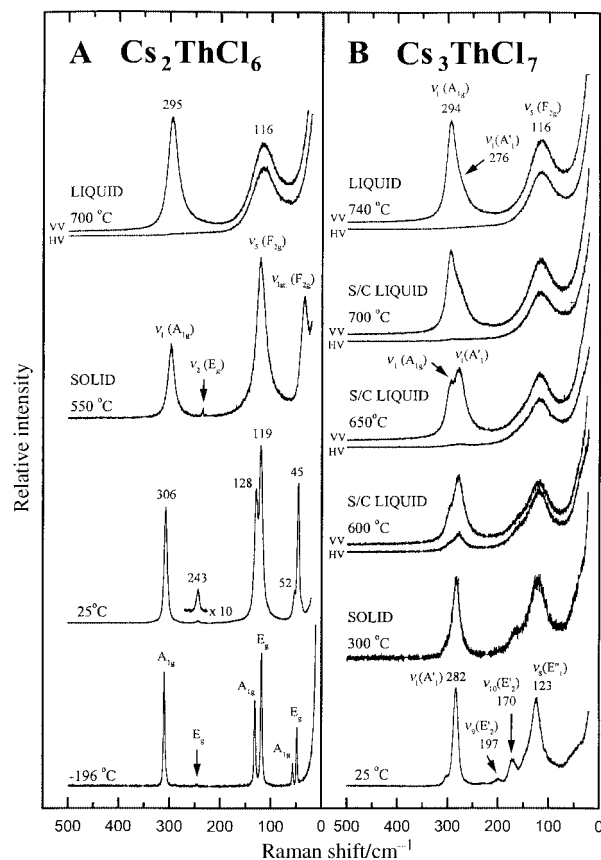 A Cs₂ThCl₆
295
116
LIQUID
700 °C
VV
HV
ν₅ (F₂g)
νlat. (F₂g)
ν₁ (A₁g)
ν₂ (Eg)
SOLID
550 °C
119
128
45
306
243
x 10
52
25°C
Eg
A₁g
A₁g
Eg
Eg
A₁g
-196 °C
500 400 300 200 100 0
B Cs₃ThCl₇
ν₁ (A₁g)
294
ν₅ (F₂g)
116
ν₁(A'₁)
276
LIQUID
740 °C
VV
HV
S/C LIQUID
700 °C
VV
HV
ν₁ (A₁g)
ν₁(A'₁)
S/C LIQUID
650°C
VV
HV
S/C LIQUID
600 °C
VV
HV
SOLID
300 °C
ν₁(A'₁) 282
ν₁₀(E'₂)
170
ν₈(E''₁)
123
ν₉(E'₂)
197
25 °C
500 400 300 200 100 0
Relative intensity
Raman shift/cm⁻¹